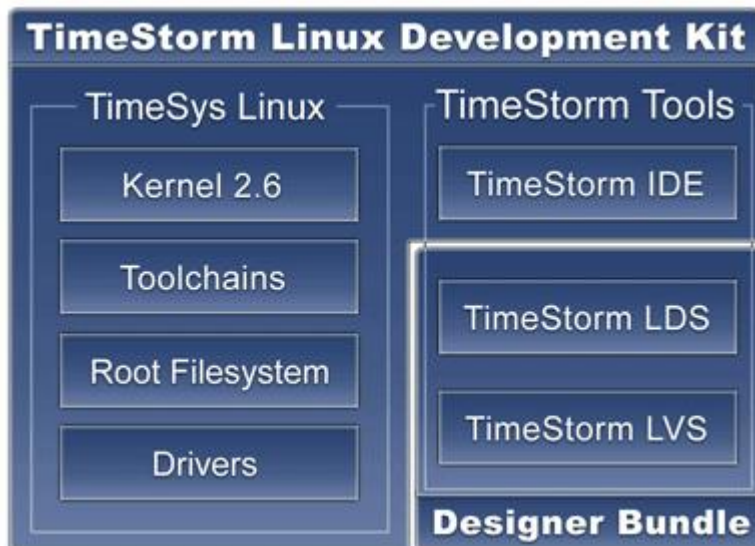 TimeStorm Linux Development Kit
TimeSys Linux
Kernel 2.6
Toolchains
Root Filesystem
Drivers
TimeStorm Tools
TimeStorm IDE
TimeStorm LDS
TimeStorm LVS
Designer Bundle